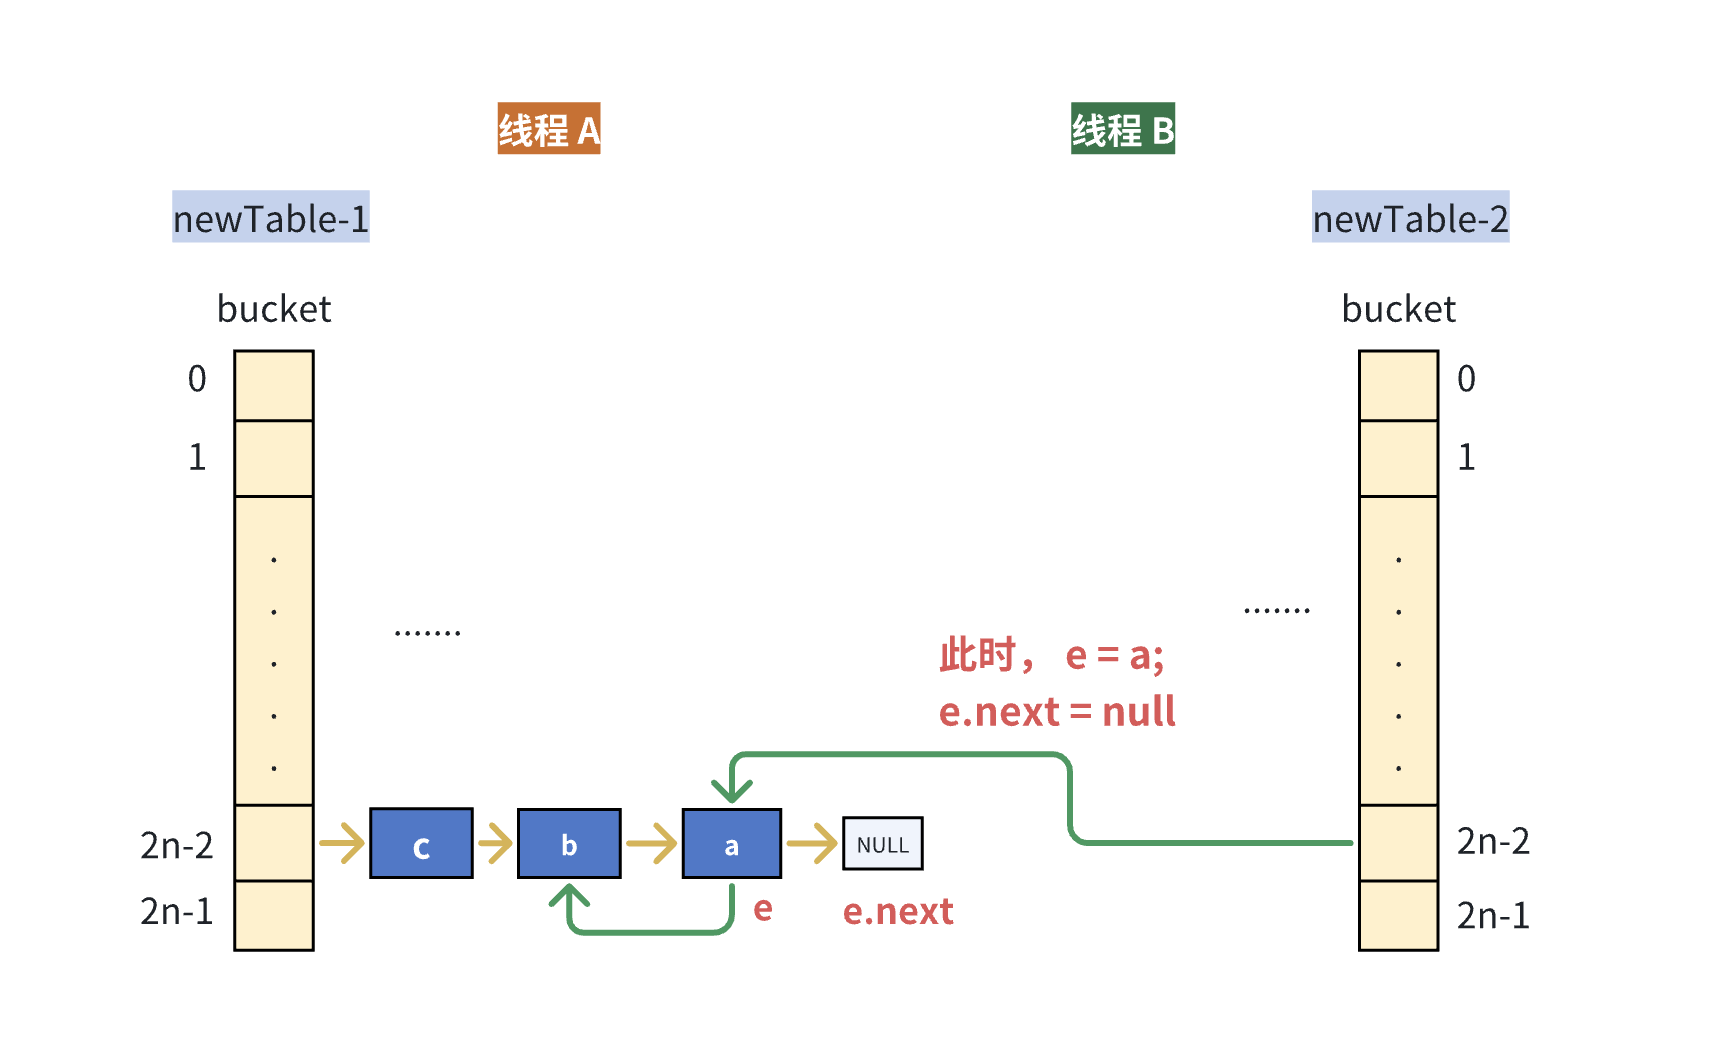 线程 A
线程 B
newTable-1
newTable-2
bucket
bucket
0
0
1
1
.......
.......
此时， e = a;
e.next = null
2n-2
c
b
a
NULL
2n-2
2n-1
e
e.next
2n-1